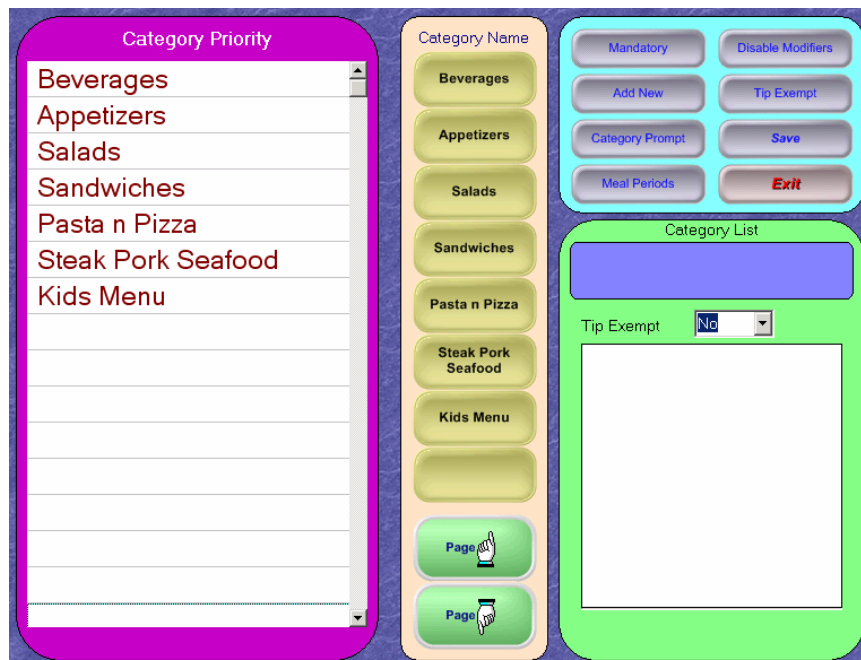 Category Priority
Beverages
Appetizers
Salads
Sandwiches
Pasta n Pizza
Steak Pork Seafood
Kids Menu
Category Name
Beverages
Appetizers
Salads
Sandwiches
Pasta n Pizza
Steak Pork
Seafood
Kids Menu
Page
Page
Mandatory
Disable Modifiers
Add New
Tip Exempt
Category Prompt
Save
Meal Periods
Exit
Category List
Tip Exempt
No